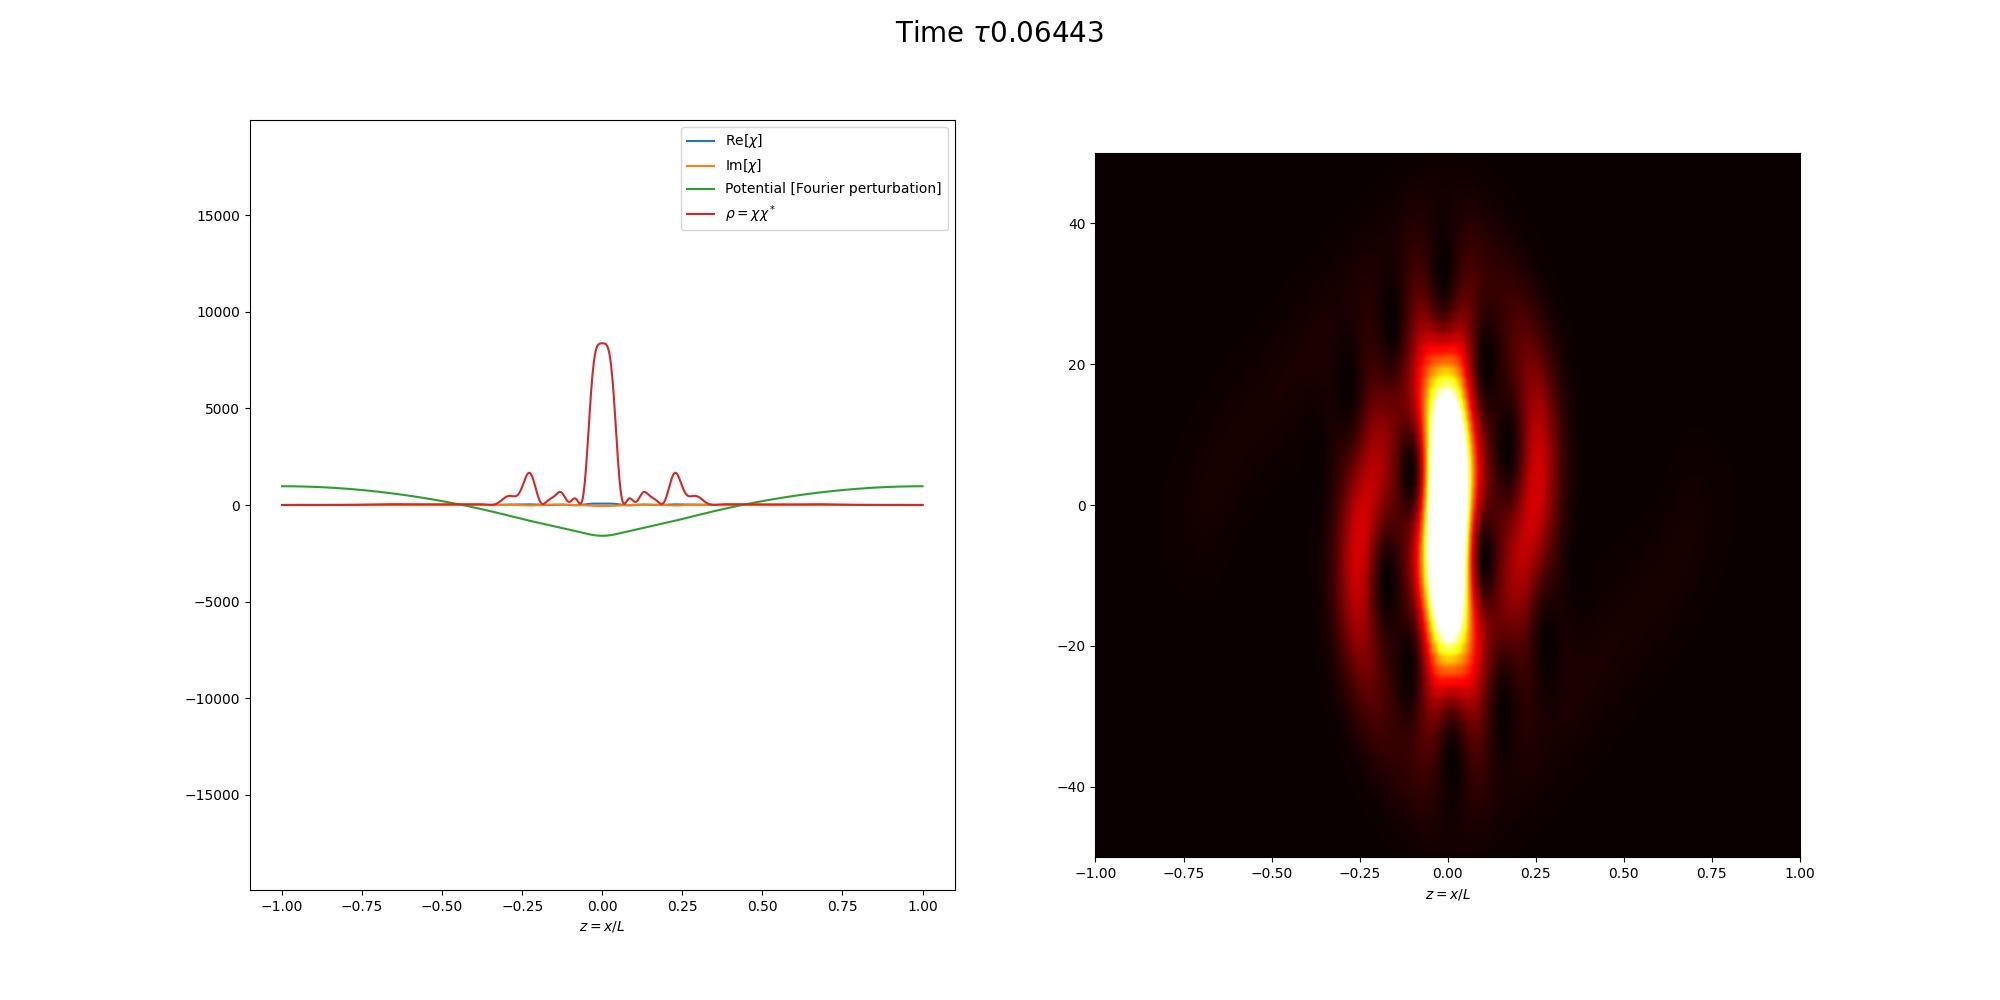 Time τ0.06443
Re[χ]
Im[χ]
Potential [Fourier perturbation]
ρ = χχ*
15000
10000
5000
0
−5000
−10000
−15000
−1.00 −0.75 −0.50 −0.25 0.00 0.25 0.50 0.75 1.00
z = x/L
40
20
0
−20
−40
−1.00 −0.75 −0.50 −0.25 0.00 0.25 0.50 0.75 1.00
z = x/L